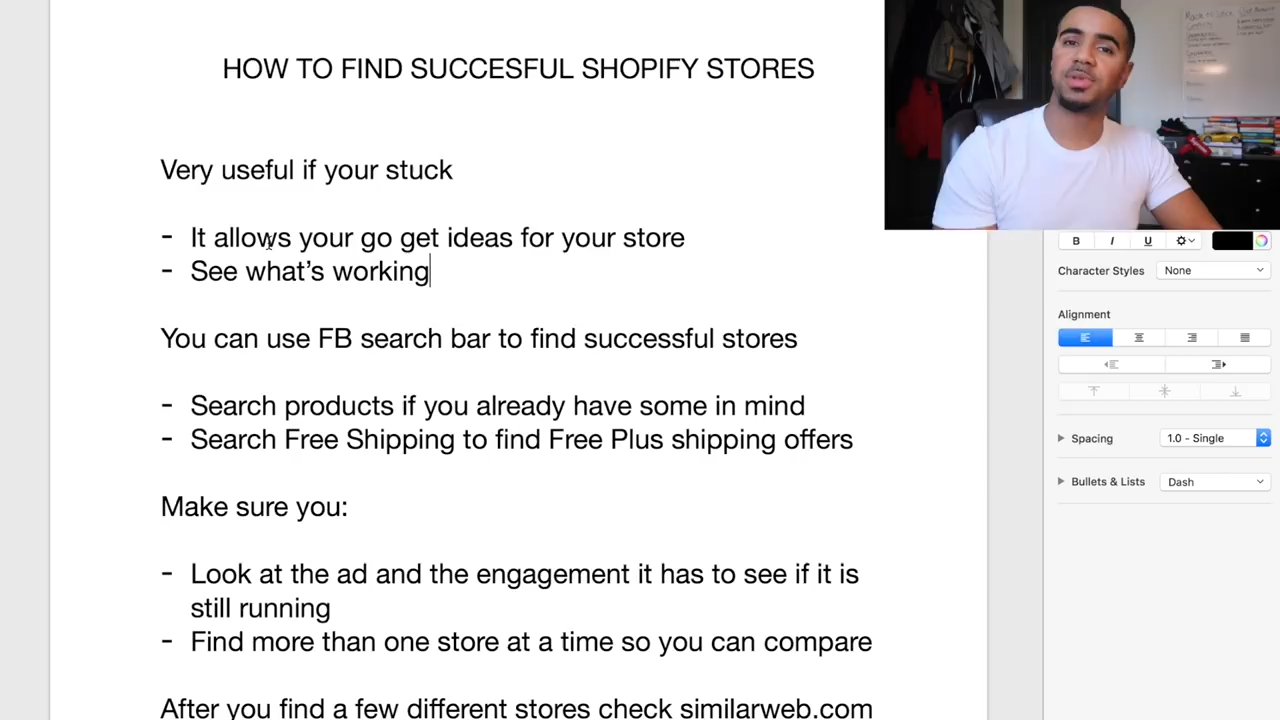 HOW TO FIND SUCCESFUL SHOPIFY STORES
Very useful if your stuck
- It allows your go get ideas for your store
- See what's working
You can use FB search bar to find successful stores
- Search products if you already have some in mind
- Search Free Shipping to find Free Plus shipping offers
Make sure you:
- Look at the ad and the engagement it has to see if it is
still running
- Find more than one store at a time so you can compare
After you find a few different stores check similarweb.com
B I U
Character Styles None
Alignment
Spacing 1.0 - Single
Bullets & Lists Dash